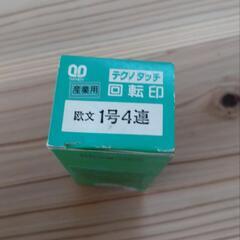 テクノタッチ
産業用 回転印
欧文 1号4連